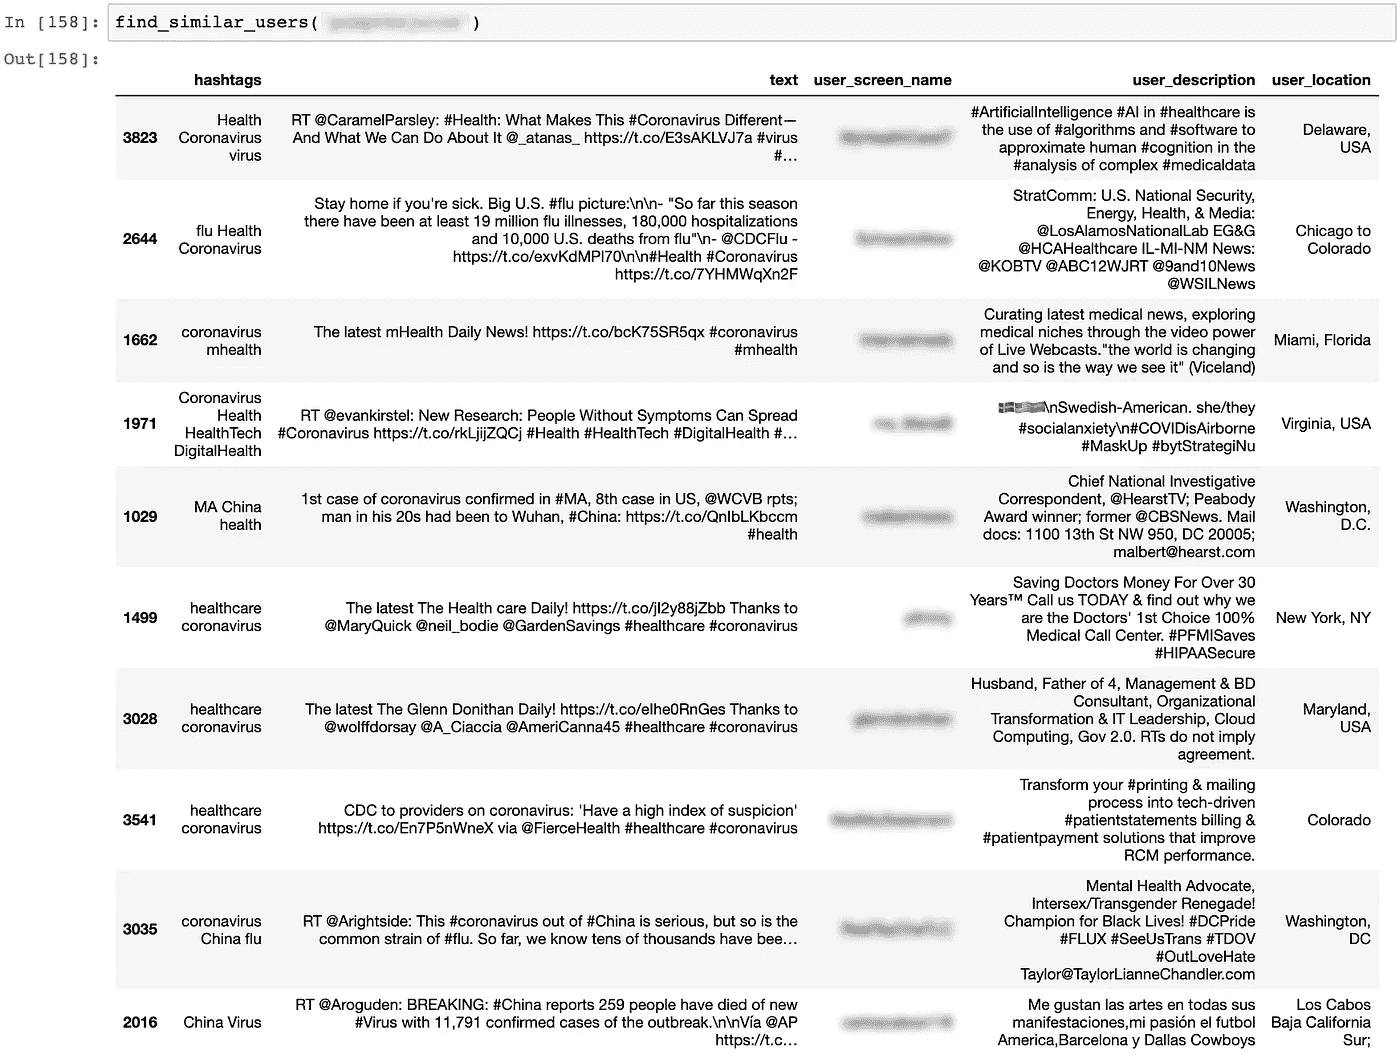 In [158]: find_similar_users( )
Out[158]:
hashtags text user_screen_name user_description user_location
3823
Health
Coronavirus
virus
RT @CaramelParsley: #Health: What Makes This #Coronavirus Different—
And What We Can Do About It @_atanas_ https://t.co/E3sAKLVJ7a #virus
#…
#ArtificialIntelligence #AI in #healthcare is
the use of #algorithms and #software to
approximate human #cognition in the
#analysis of complex #medicaldata
Delaware,
USA
2644
flu Health
Coronavirus
Stay home if you're sick. Big U.S. #flu picture:\n\n- "So far this season
there have been at least 19 million flu illnesses, 180,000 hospitalizations
and 10,000 U.S. deaths from flu"\n- @CDCFlu -
https://t.co/exvKdMPl70\n\n#Health #Coronavirus
https://t.co/7YHMWqXn2F
StratComm: U.S. National Security,
Energy, Health, & Media:
@LosAlamosNationalLab EG&G
@HCAHealthcare IL-MI-NM News:
@KOBTV @ABC12WJRT @9and10News
@WSILNews
Chicago to
Colorado
1662
coronavirus
mhealth
The latest mHealth Daily News! https://t.co/bcK75SR5qx #coronavirus
#mhealth
Curating latest medical news, exploring
medical niches through the video power
of Live Webcasts."the world is changing
and so is the way we see it" (Viceland)
Miami, Florida
1971
Coronavirus
Health
HealthTech
DigitalHealth
RT @evankirstel: New Research: People Without Symptoms Can Spread
#Coronavirus https://t.co/rkLjijZQCj #Health #HealthTech #DigitalHealth #…
\nSwedish-American. she/they
#socialanxiety\n#COVIDisAirborne
#MaskUp #bytStrategiNu
Virginia, USA
1029
MA China
health
1st case of coronavirus confirmed in #MA, 8th case in US, @WCVB rpts;
man in his 20s had been to Wuhan, #China: https://t.co/QnIbLKbccm
#health
Chief National Investigative
Correspondent, @HearstTV; Peabody
Award winner; former @CBSNews. Mail
docs: 1100 13th St NW 950, DC 20005;
malbert@hearst.com
Washington,
D.C.
1499
healthcare
coronavirus
The latest The Health care Daily! https://t.co/jI2y88jZbb Thanks to
@MaryQuick @neil_bodie @GardenSavings #healthcare #coronavirus
Saving Doctors Money For Over 30
Years™ Call us TODAY & find out why we
are the Doctors' 1st Choice 100%
Medical Call Center. #PFMISaves
#HIPAASecure
New York, NY
3028
healthcare
coronavirus
The latest The Glenn Donithan Daily! https://t.co/elhe0RnGes Thanks to
@wolffdorsay @A_Ciaccia @AmeriCanna45 #healthcare #coronavirus
Husband, Father of 4, Management & BD
Consultant, Organizational
Transformation & IT Leadership, Cloud
Computing, Gov 2.0. RTs do not imply
agreement.
Maryland,
USA
3541
healthcare
coronavirus
CDC to providers on coronavirus: 'Have a high index of suspicion'
https://t.co/En7P5nWneX via @FierceHealth #healthcare #coronavirus
Transform your #printing & mailing
process into tech-driven
#patientstatements billing &
#patientpayment solutions that improve
RCM performance.
Colorado
3035
coronavirus
China flu
RT @Arightside: This #coronavirus out of #China is serious, but so is the
common strain of #flu. So far, we know tens of thousands have bee…
Mental Health Advocate,
Intersex/Transgender Renegade!
Champion for Black Lives! #DCPride
#FLUX #SeeUsTrans #TDOV
#OutLoveHate
Taylor@TaylorLianneChandler.com
Washington,
DC
2016
China Virus
RT @Aroguden: BREAKING: #China reports 259 people have died of new
#Virus with 11,791 confirmed cases of the outbreak.\n\nVía @AP
https://t.c…
Me gustan las artes en todas sus
manifestaciones,mi pasión el futbol
America,Barcelona y Dallas Cowboys
Los Cabos
Baja California
Sur;